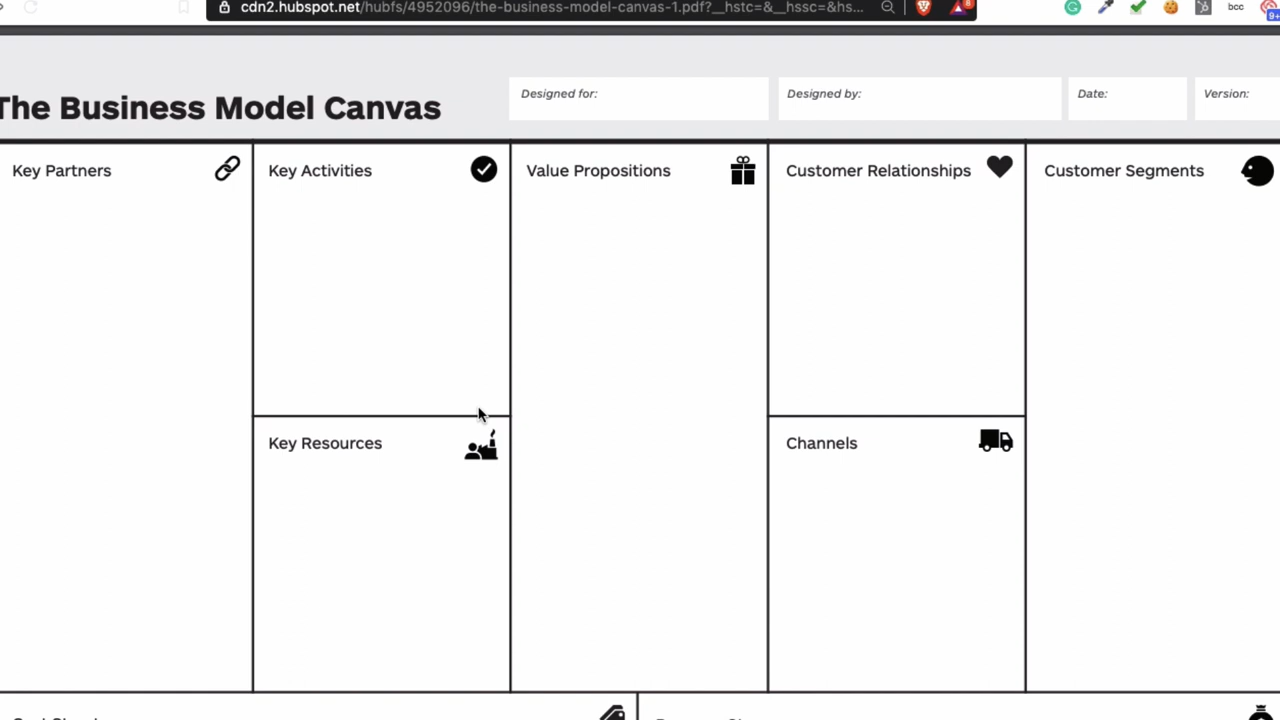 cdn2.hubspot.net/hubfs/4952096/the-business-model-canvas-1.pdf?__hstc=&__hssc=&hs...
8
bcc
9+
The Business Model Canvas
Designed for:
Designed by:
Date:
Version:
Key Partners
Key Activities
Value Propositions
Customer Relationships
Customer Segments
Key Resources
Channels